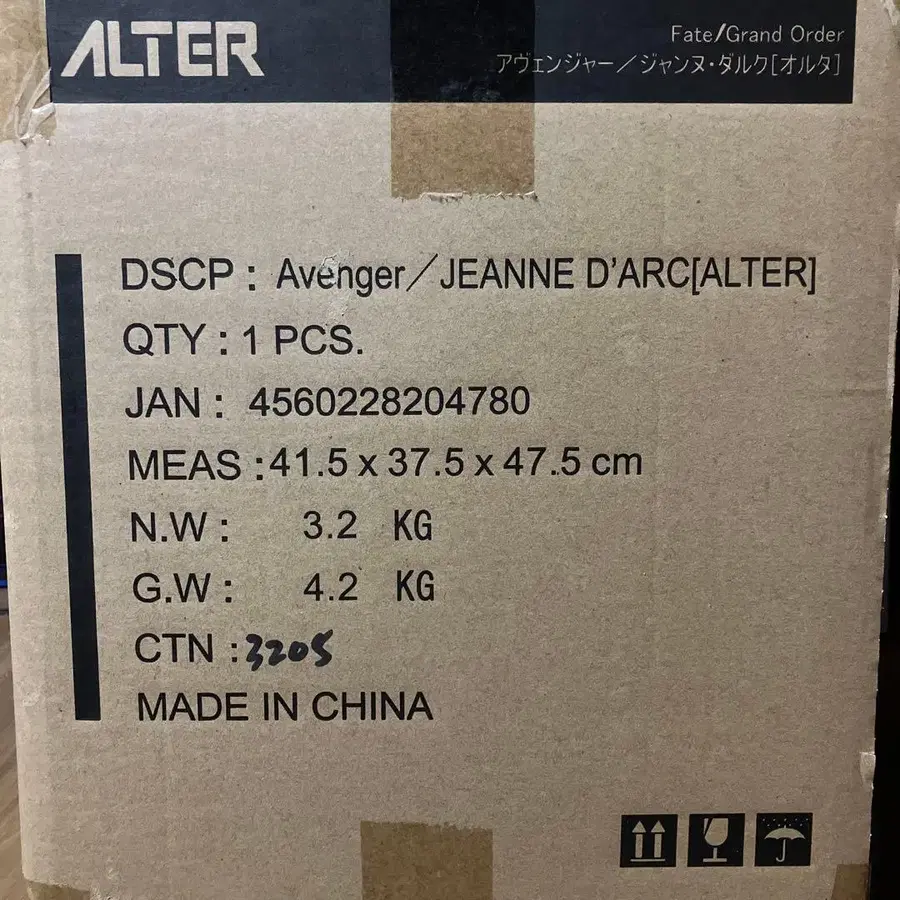 ALTER
Fate/Grand Order
アヴェンジャー／ジャンヌ・ダルク[オルタ]
DSCP : Avenger／JEANNE D'ARC[ALTER]
QTY : 1 PCS.
JAN : 4560228204780
MEAS : 41.5 x 37.5 x 47.5 cm
N.W : 3.2 KG
G.W : 4.2 KG
CTN : 3205
MADE IN CHINA